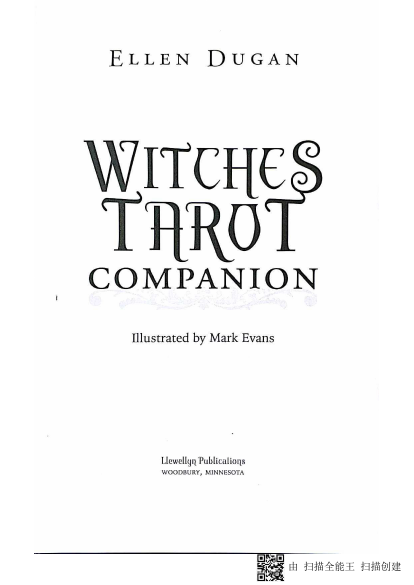 ELLEN DUGAN
WITCHES
TAROT
COMPANION
Illustrated by Mark Evans
Llewellyn Publications
WOODBURY, MINNESOTA
由 扫描全能王 扫描创建